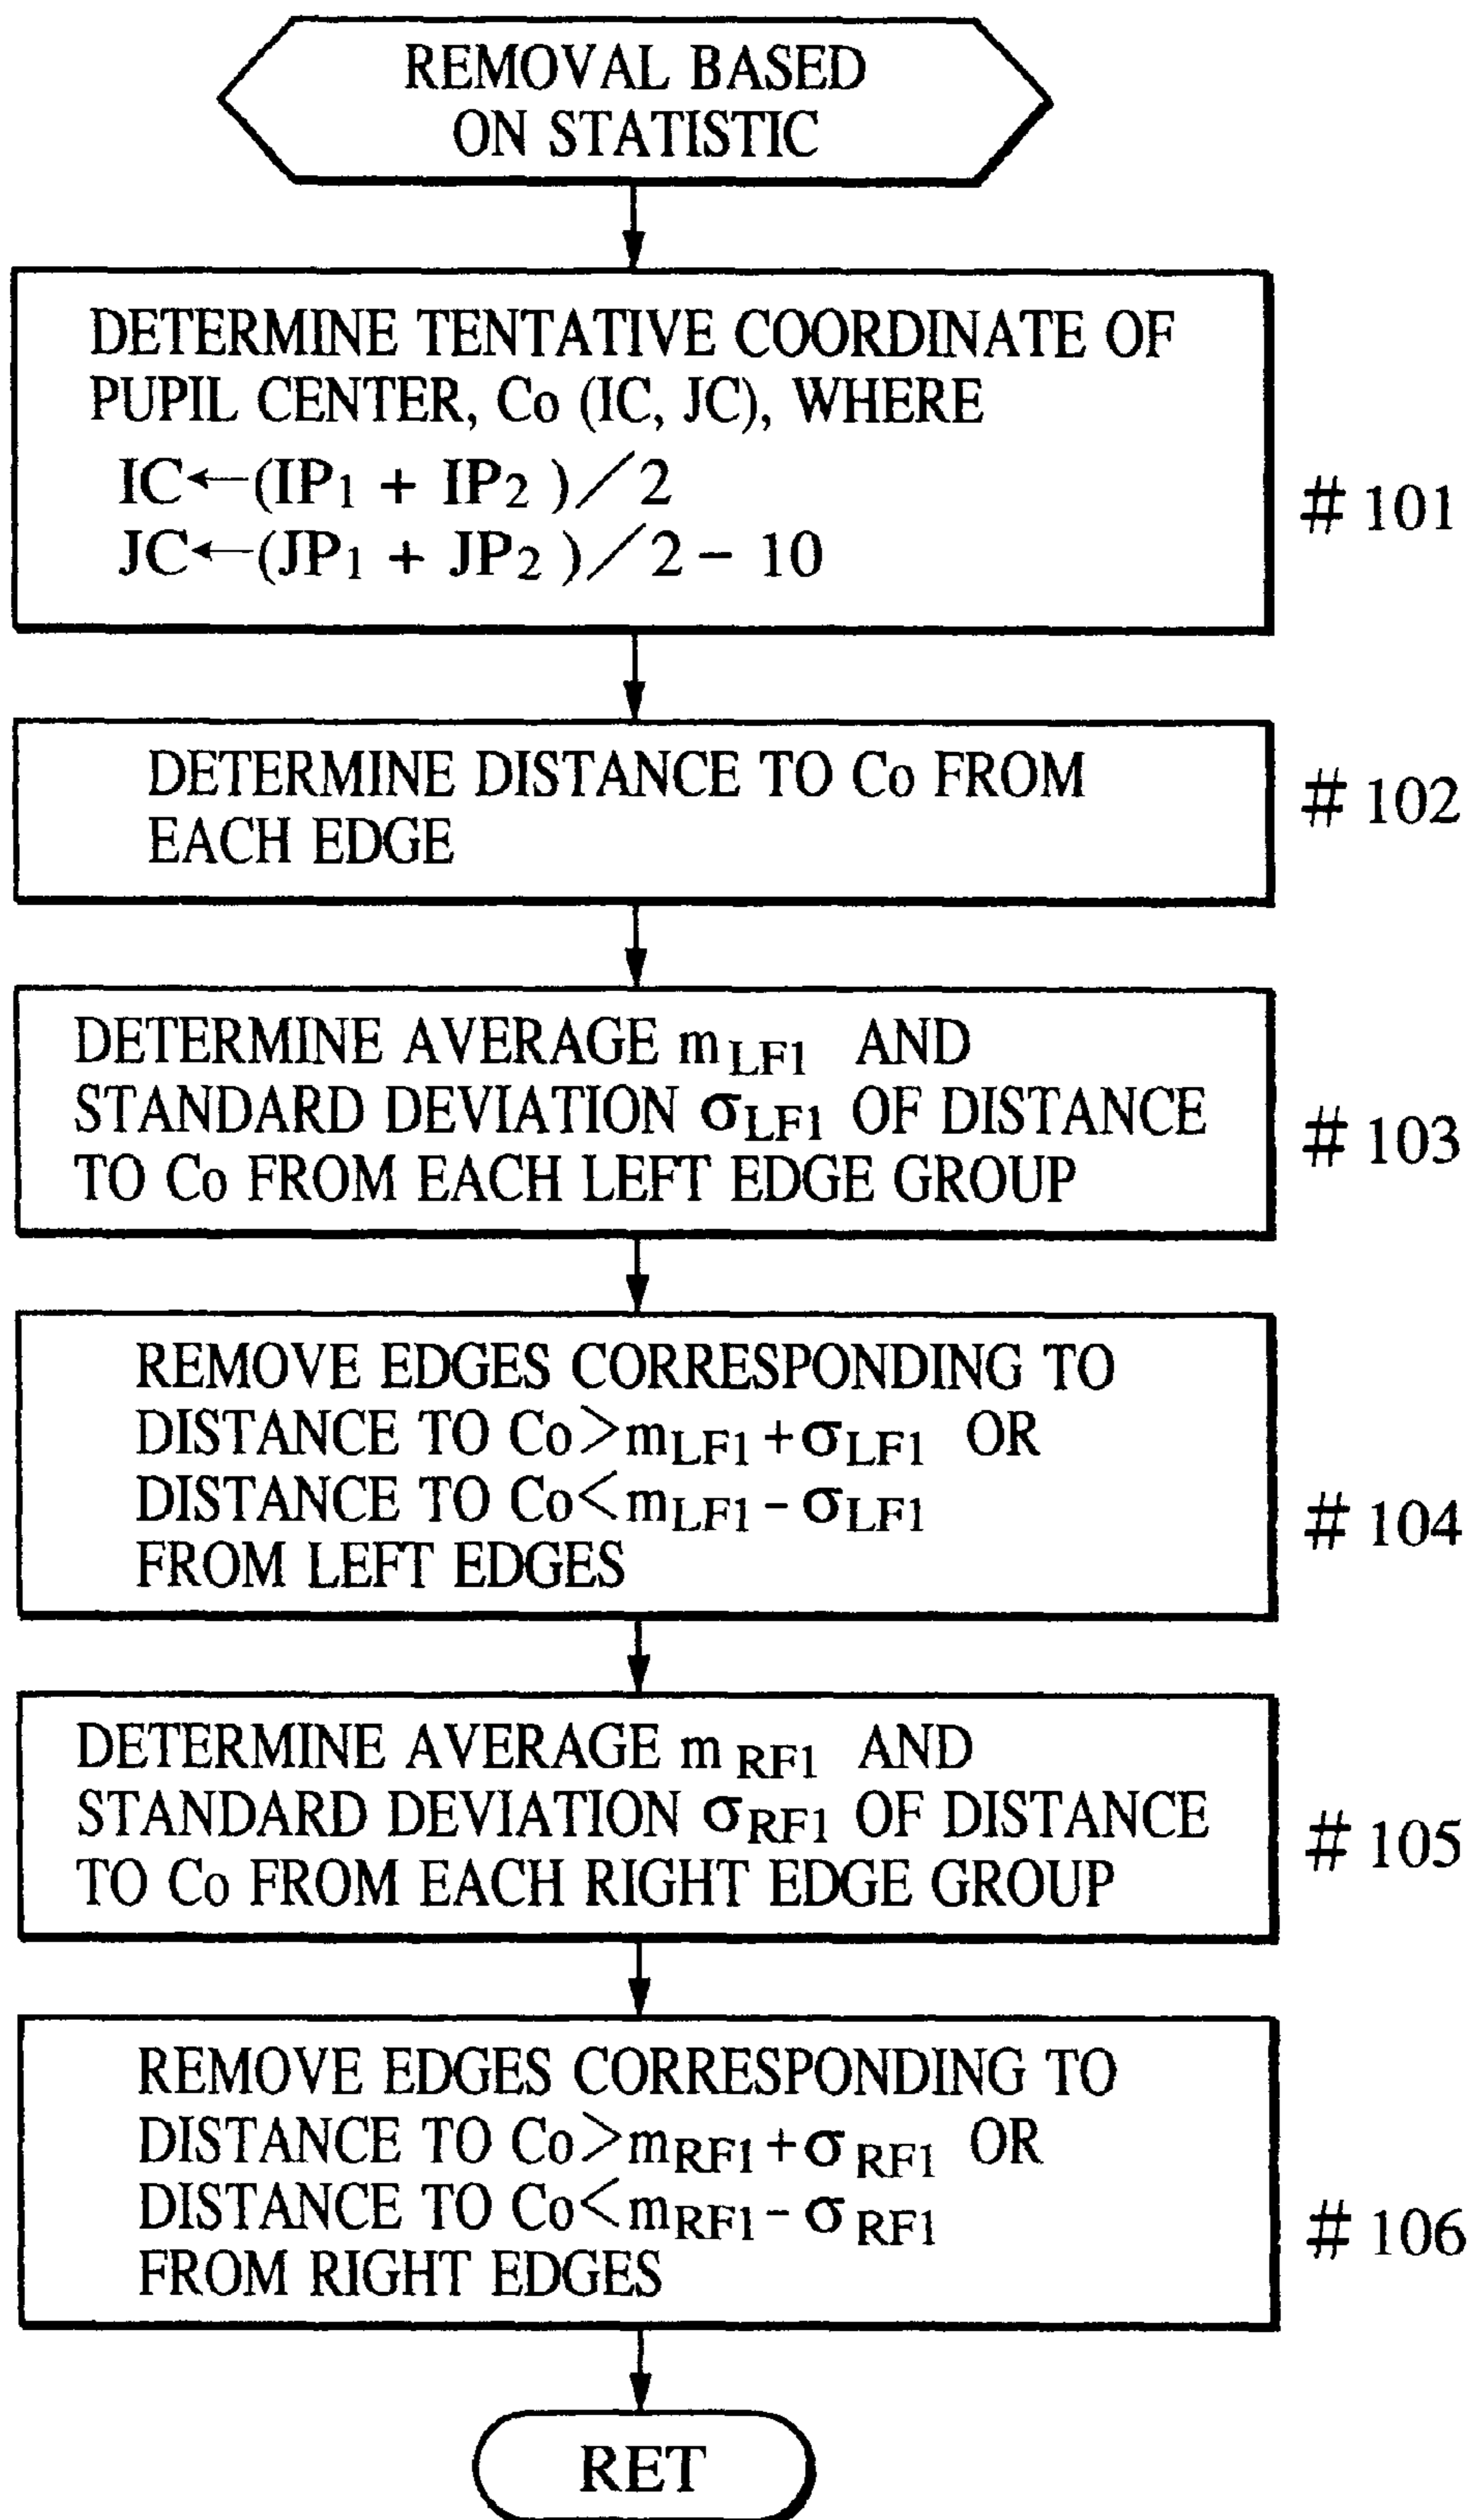 REMOVAL BASED
ON STATISTIC
DETERMINE TENTATIVE COORDINATE OF
PUPIL CENTER, Co (IC, JC), WHERE
IC←(IP1 + IP2 )/2
JC←(JP1 + JP2 )/2 - 10
# 101
DETERMINE DISTANCE TO Co FROM
EACH EDGE
# 102
DETERMINE AVERAGE mLF1 AND
STANDARD DEVIATION σLF1 OF DISTANCE
TO Co FROM EACH LEFT EDGE GROUP
# 103
REMOVE EDGES CORRESPONDING TO
DISTANCE TO Co>mLF1+σLF1 OR
DISTANCE TO Co<mLF1-σLF1
FROM LEFT EDGES
# 104
DETERMINE AVERAGE mRF1 AND
STANDARD DEVIATION σRF1 OF DISTANCE
TO Co FROM EACH RIGHT EDGE GROUP
# 105
REMOVE EDGES CORRESPONDING TO
DISTANCE TO Co>mRF1+σRF1 OR
DISTANCE TO Co<mRF1-σRF1
FROM RIGHT EDGES
# 106
RET